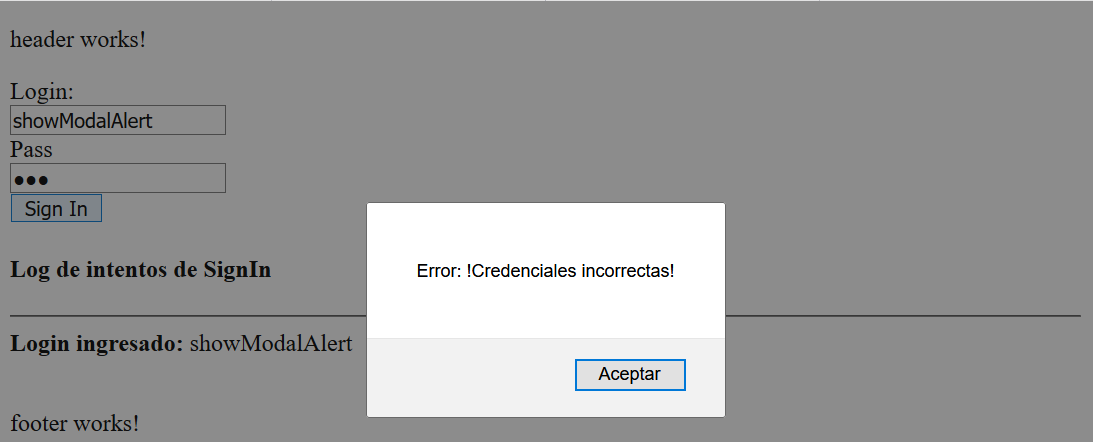 header works!
Login:
showModalAlert
Pass
●●●
Sign In
Log de intentos de SignIn
Login ingresado: showModalAlert
footer works!
Error: !Credenciales incorrectas!
Aceptar